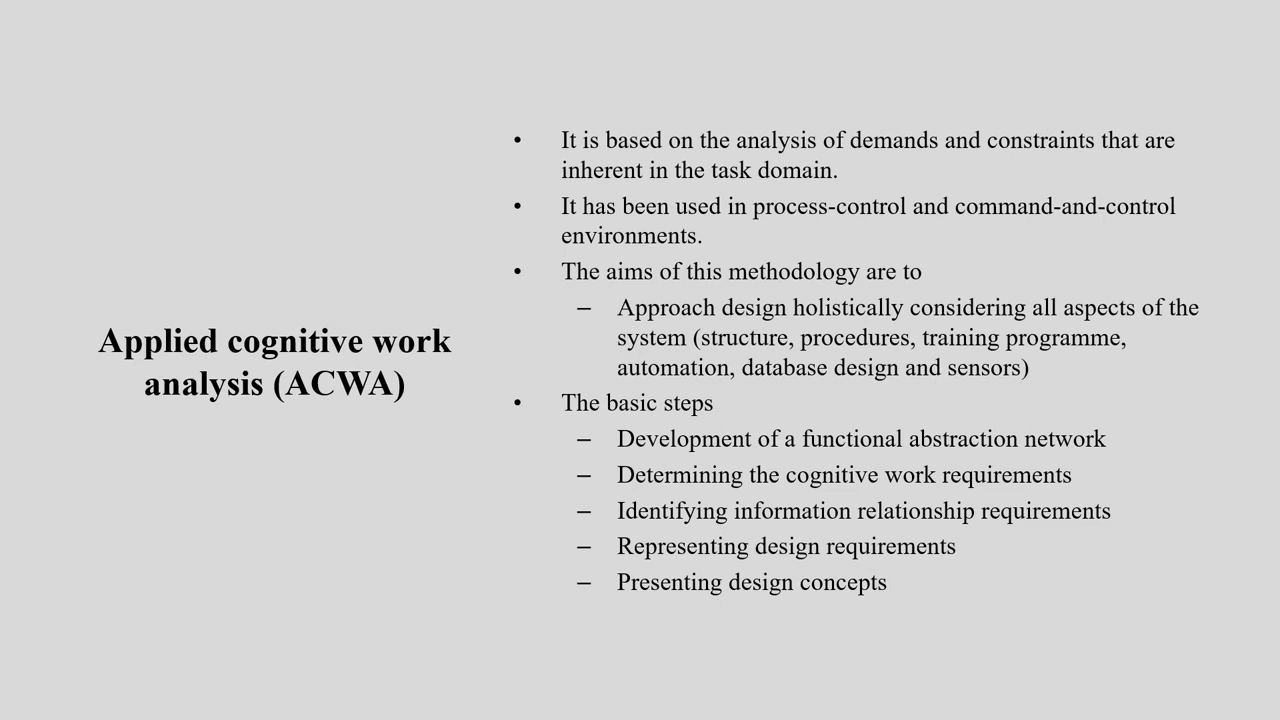 Applied cognitive work
analysis (ACWA)
• It is based on the analysis of demands and constraints that are
inherent in the task domain.
• It has been used in process-control and command-and-control
environments.
• The aims of this methodology are to
– Approach design holistically considering all aspects of the
system (structure, procedures, training programme,
automation, database design and sensors)
• The basic steps
– Development of a functional abstraction network
– Determining the cognitive work requirements
– Identifying information relationship requirements
– Representing design requirements
– Presenting design concepts